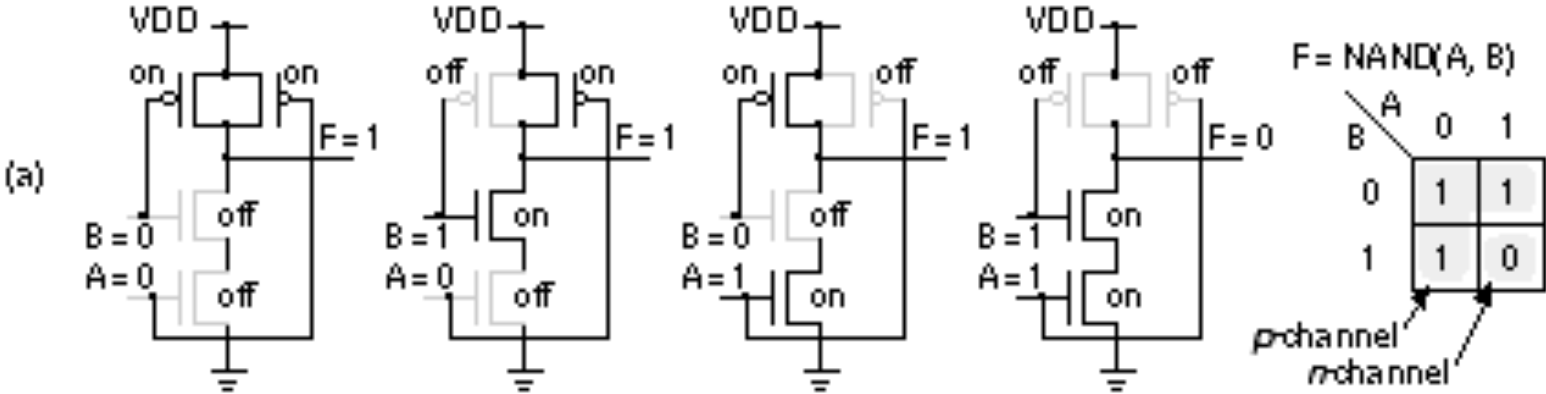 (a)
VDD
on
on
F = 1
B = 0
off
A = 0
off
VDD
off
on
F = 1
B = 1
on
A = 0
off
VDD
on
off
F = 1
B = 0
off
A = 1
on
VDD
off
off
F = 0
B = 1
on
A = 1
on
F = NAND(A, B)
A
B
0 1
0 1 1
1 1 0
p-channel
n-channel